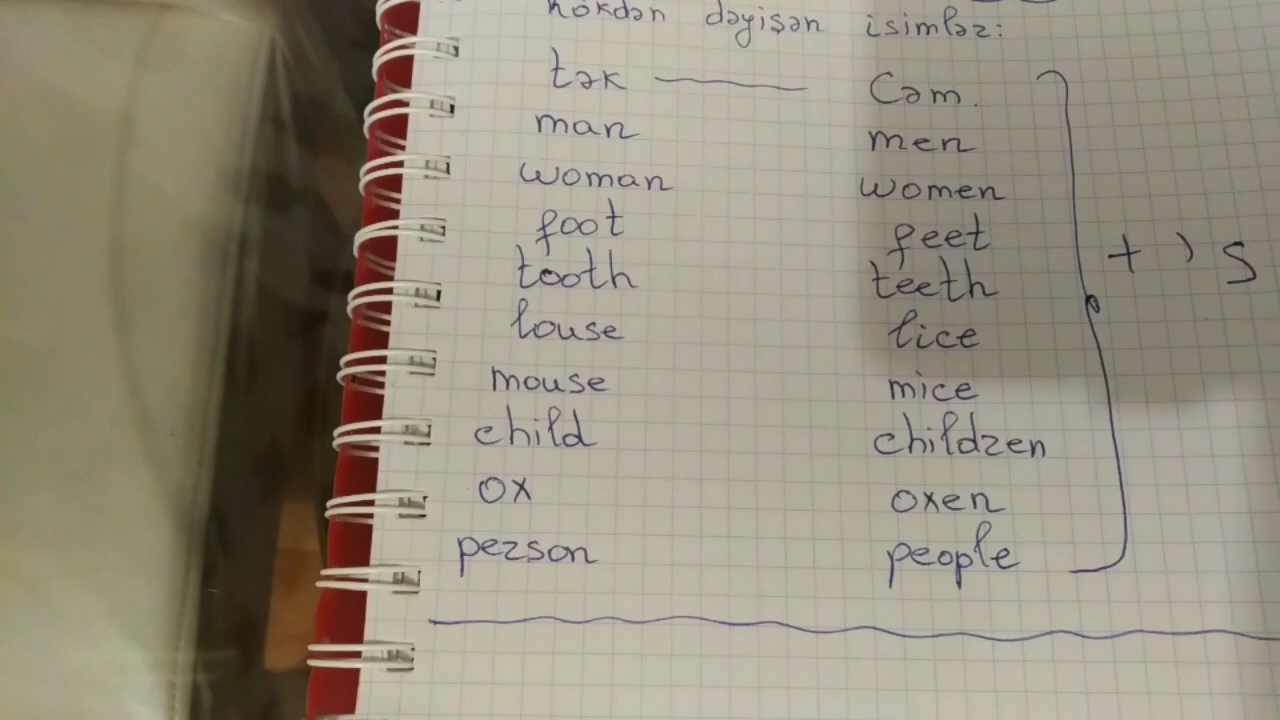 kökdən dəyişən isimlər:
tək — Cəm.
man men
woman women
foot feet
tooth teeth
louse lice
mouse mice
child children
ox oxen
person people
+ 's